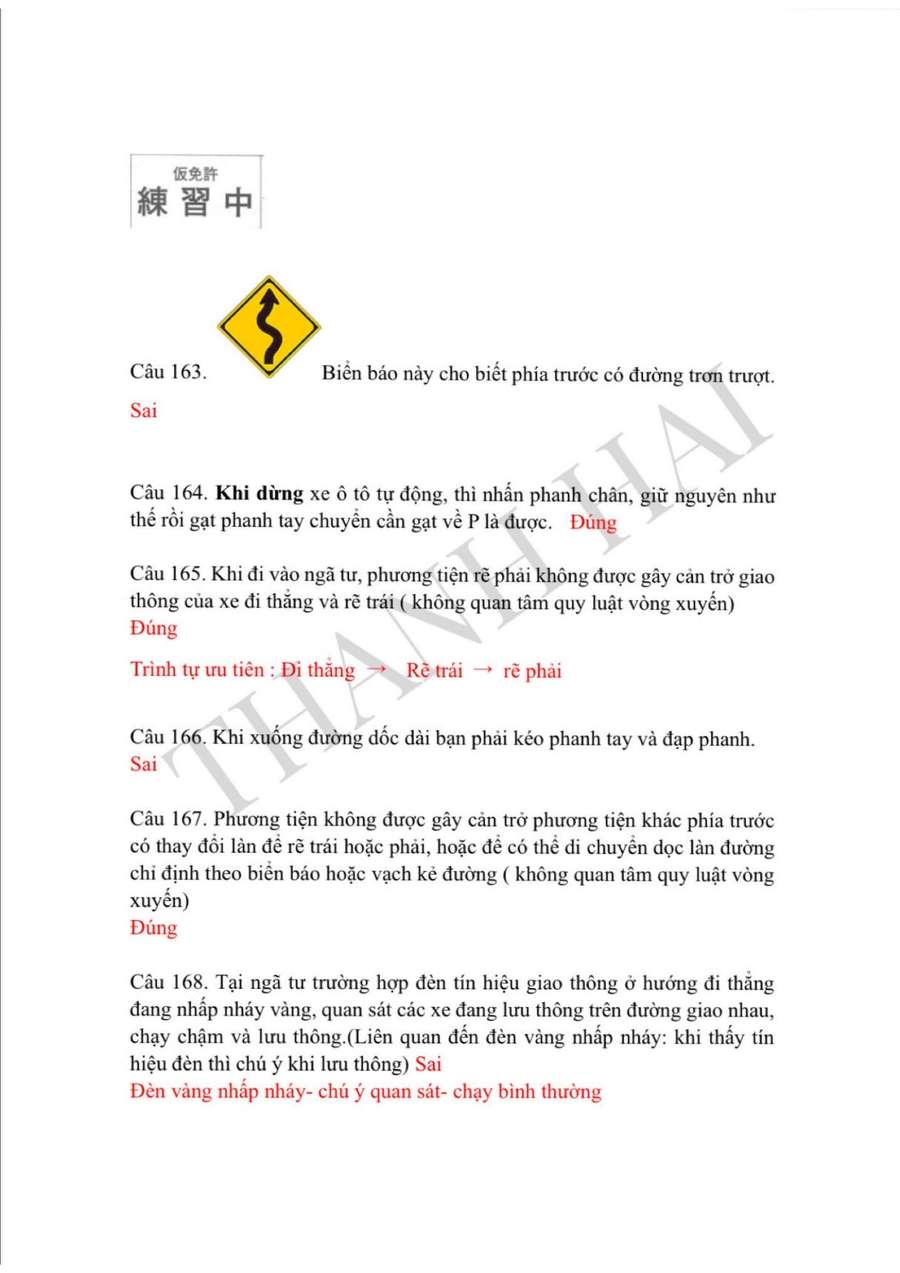 仮免許
練習中
Câu 163. Biển báo này cho biết phía trước có đường trơn trượt.
Sai
Câu 164. Khi dừng xe ô tô tự động, thì nhấn phanh chân, giữ nguyên như
thế rồi gạt phanh tay chuyển cần gạt về P là được. Đúng
Câu 165. Khi đi vào ngã tư, phương tiện rẽ phải không được gây cản trở giao
thông của xe đi thẳng và rẽ trái ( không quan tâm quy luật vòng xuyến)
Đúng
Trình tự ưu tiên : Đi thẳng → Rẽ trái → rẽ phải
Câu 166. Khi xuống đường dốc dài bạn phải kéo phanh tay và đạp phanh.
Sai
Câu 167. Phương tiện không được gây cản trở phương tiện khác phía trước
có thay đổi làn để rẽ trái hoặc phải, hoặc để có thể di chuyển dọc làn đường
chỉ định theo biển báo hoặc vạch kẻ đường ( không quan tâm quy luật vòng
xuyến)
Đúng
Câu 168. Tại ngã tư trường hợp đèn tín hiệu giao thông ở hướng đi thẳng
đang nhấp nháy vàng, quan sát các xe đang lưu thông trên đường giao nhau,
chạy chậm và lưu thông.(Liên quan đến đèn vàng nhấp nháy: khi thấy tín
hiệu đèn thì chú ý khi lưu thông) Sai
Đèn vàng nhấp nháy- chú ý quan sát- chạy bình thường
THANH HAI